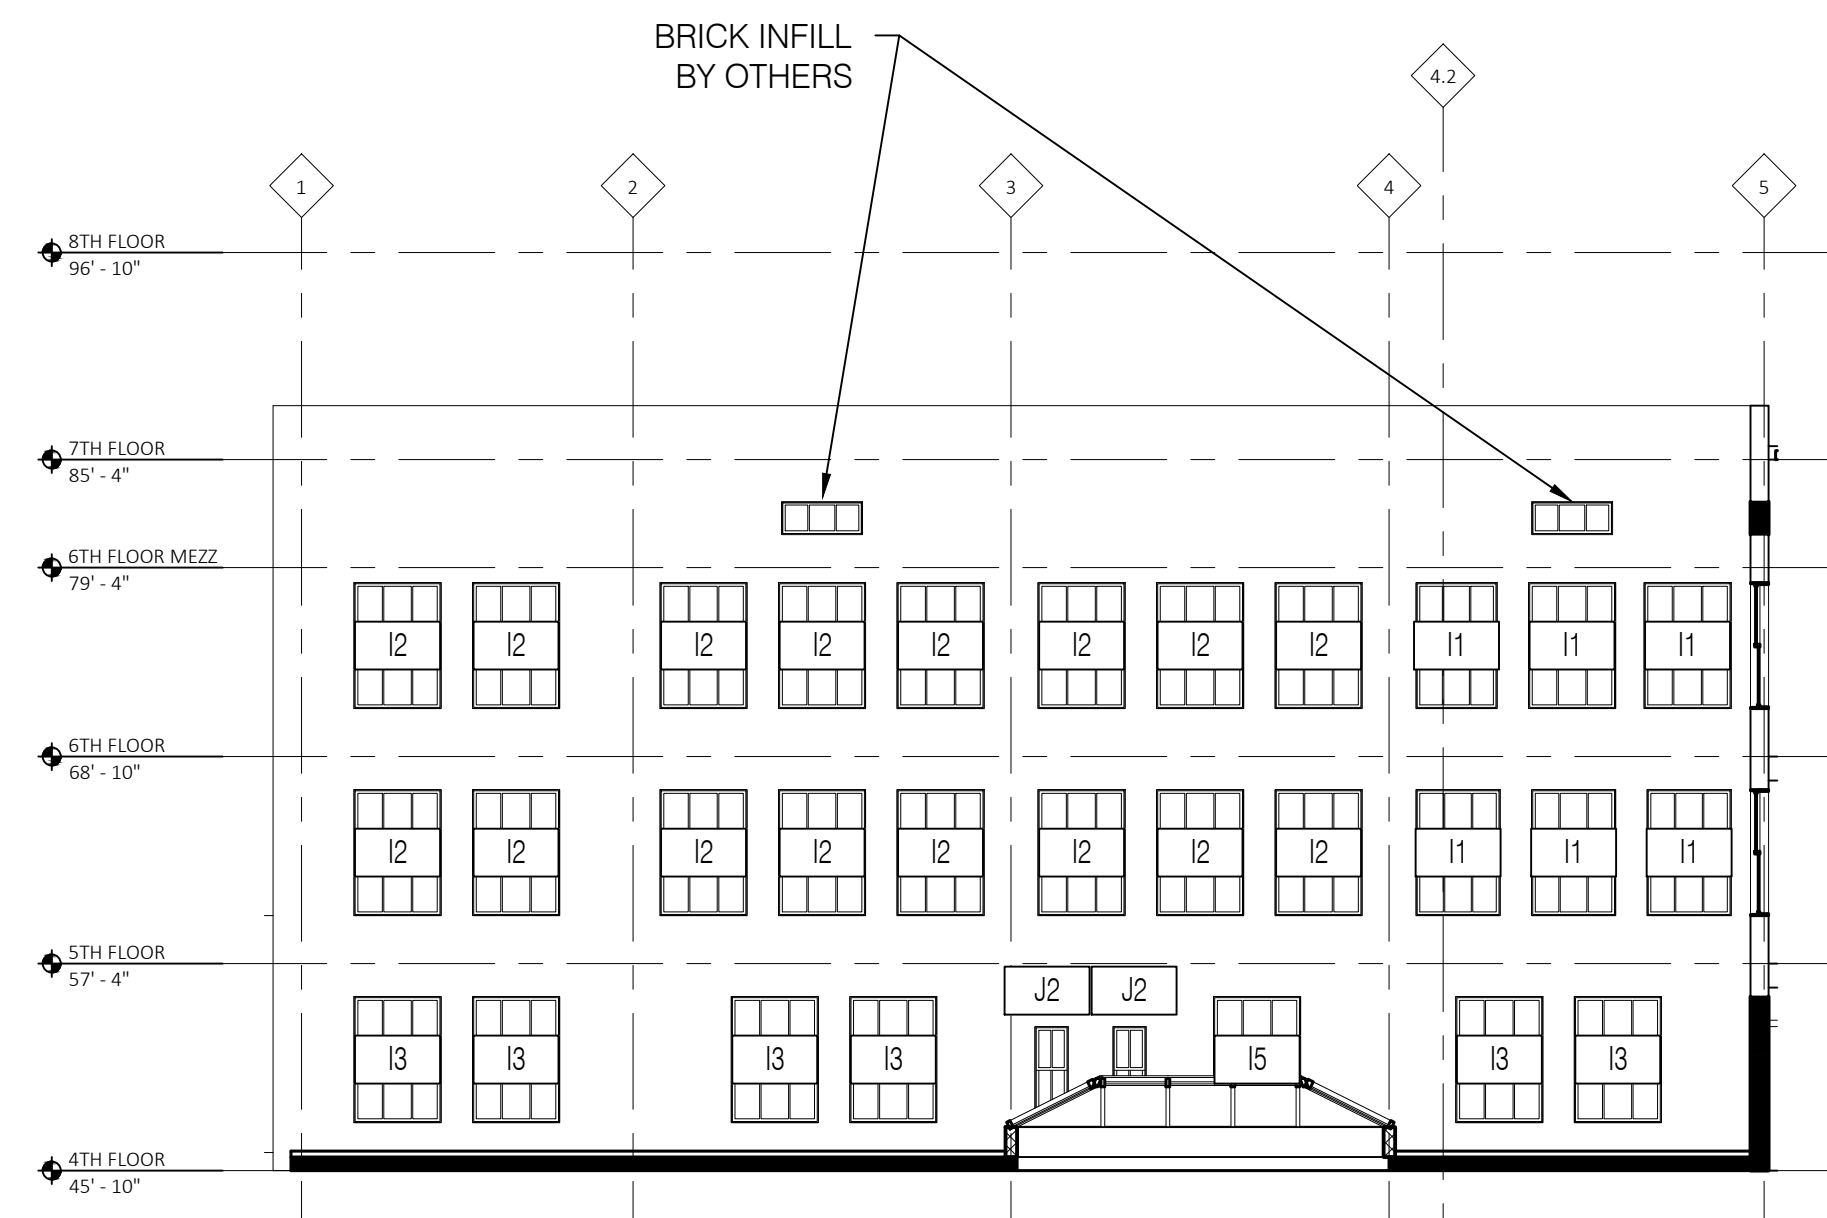 BRICK INFILL
BY OTHERS
4.2
1 2 3 4 5
8TH FLOOR
96' - 10"
7TH FLOOR
85' - 4"
6TH FLOOR MEZZ
79' - 4"
I2 I2 I2 I2 I2 I2 I2 I2 I1 I1 I1
6TH FLOOR
68' - 10"
I2 I2 I2 I2 I2 I2 I2 I2 I1 I1 I1
5TH FLOOR
57' - 4"
J2 J2
I3 I3 I3 I3 I5 I3 I3
4TH FLOOR
45' - 10"